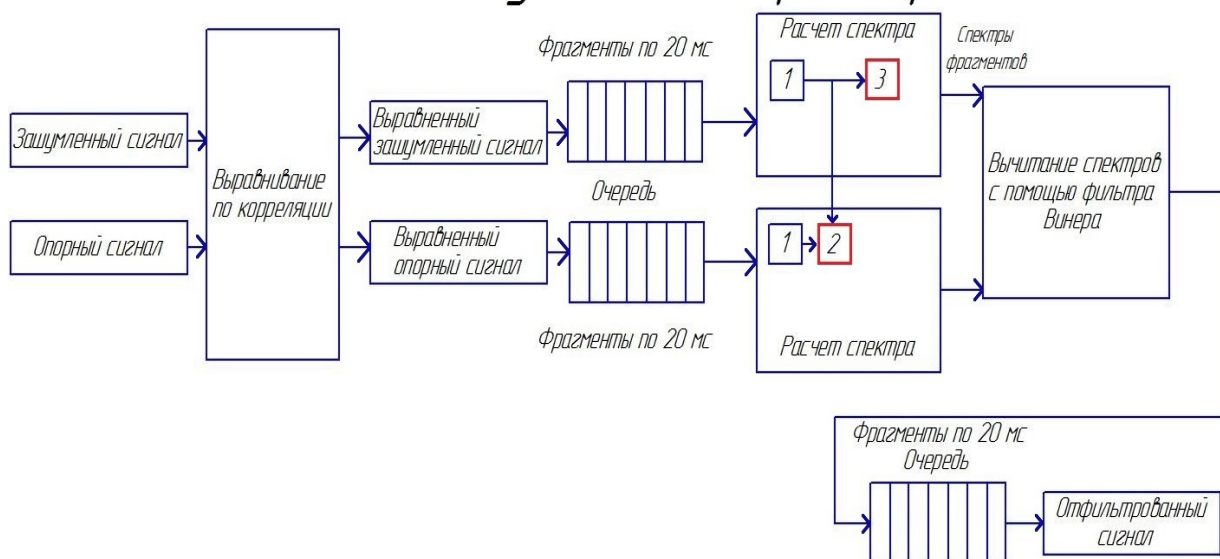 Зашумленный сигнал
Опорный сигнал
Выравнивание
по корреляции
Выравненный
зашумленный сигнал
Выравненный
опорный сигнал
Фрагменты по 20 мс
Очередь
Фрагменты по 20 мс
Расчет спектра
1
3
1
2
Расчет спектра
Спектры
фрагментов
Вычитание спектров
с помощью фильтра
Винера
Фрагменты по 20 мс
Очередь
Отфильтрованный
сигнал